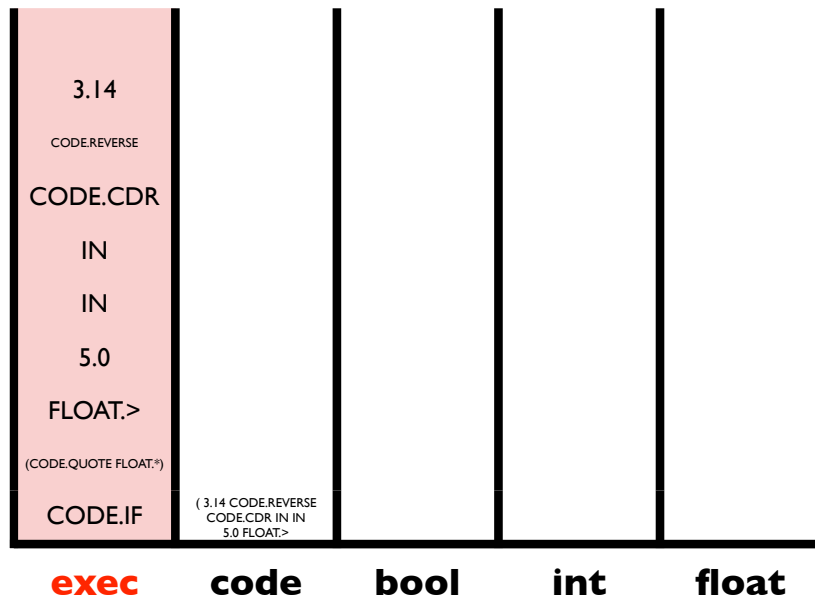 3.14
CODE.REVERSE
CODE.CDR
IN
IN
5.0
FLOAT.>
(CODE.QUOTE FLOAT.*)
CODE.IF
( 3.14 CODE.REVERSE
CODE.CDR IN IN
5.0 FLOAT.>
exec code bool int float